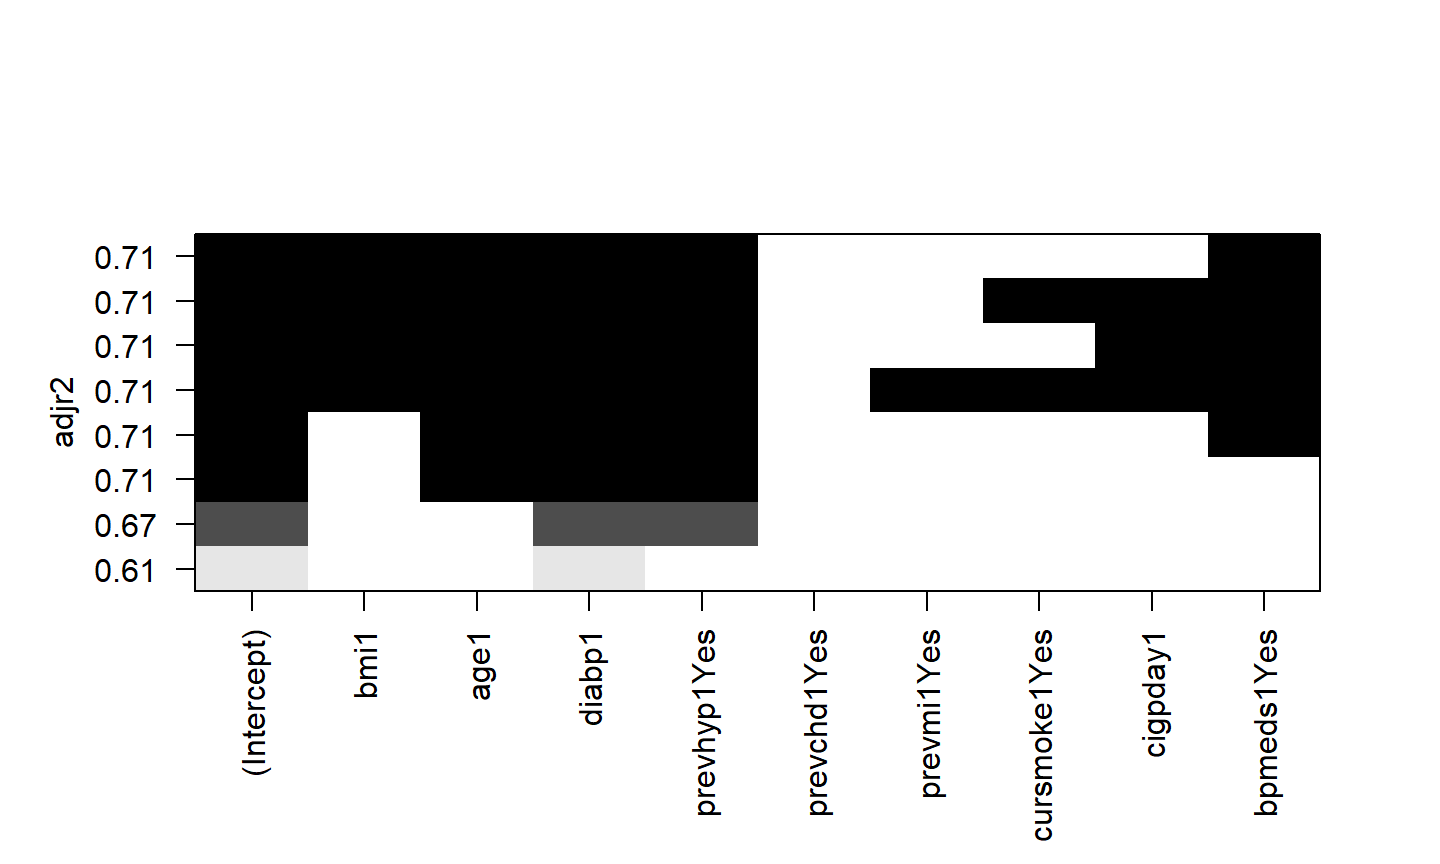 adjr2
0.71
0.71
0.71
0.71
0.71
0.71
0.67
0.61
(Intercept)
bmi1
age1
diabp1
prevhyp1Yes
prevchd1Yes
prevmi1Yes
cursmoke1Yes
cigpday1
bpmeds1Yes